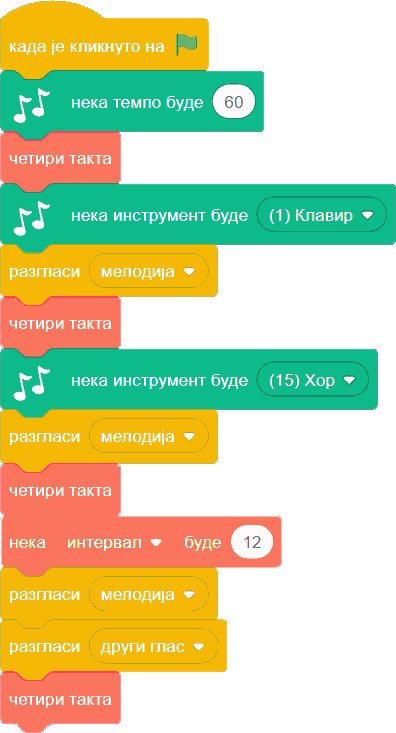 када је кликнуто на
нека темпо буде 60
четири такта
нека инструмент буде (1) Клавир
разгласи мелодија
четири такта
нека инструмент буде (15) Хор
разгласи мелодија
четири такта
нека интервал буде 12
разгласи мелодија
разгласи други глас
четири такта